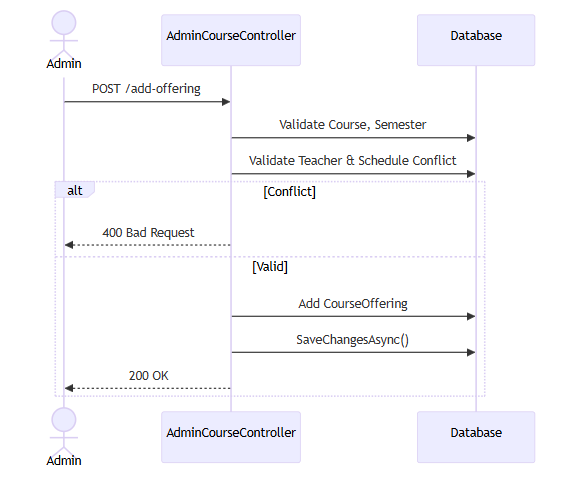 AdminCourseController
Database
Admin
POST /add-offering
Validate Course, Semester
Validate Teacher & Schedule Conflict
alt
[Conflict]
400 Bad Request
[Valid]
Add CourseOffering
SaveChangesAsync()
200 OK
AdminCourseController
Database
Admin